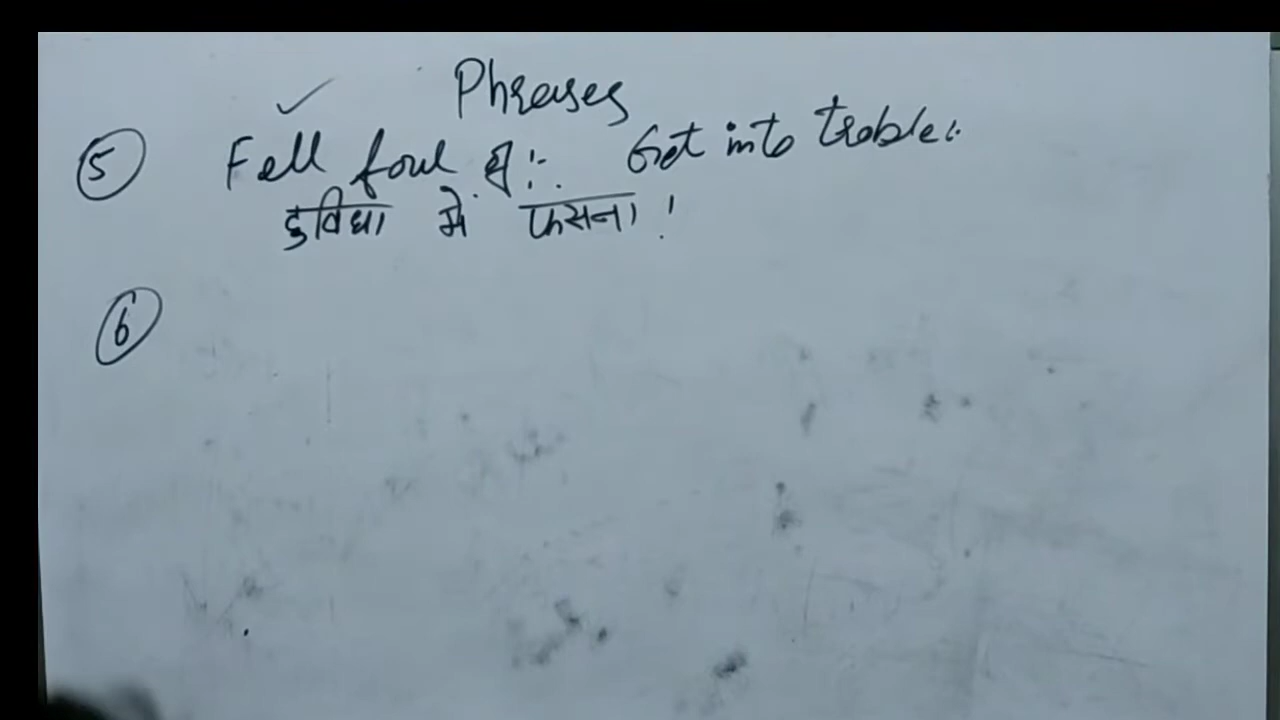 Phrases
⑤ Fell foul of :- Get into troble:
दुविधा में फसना!
⑥